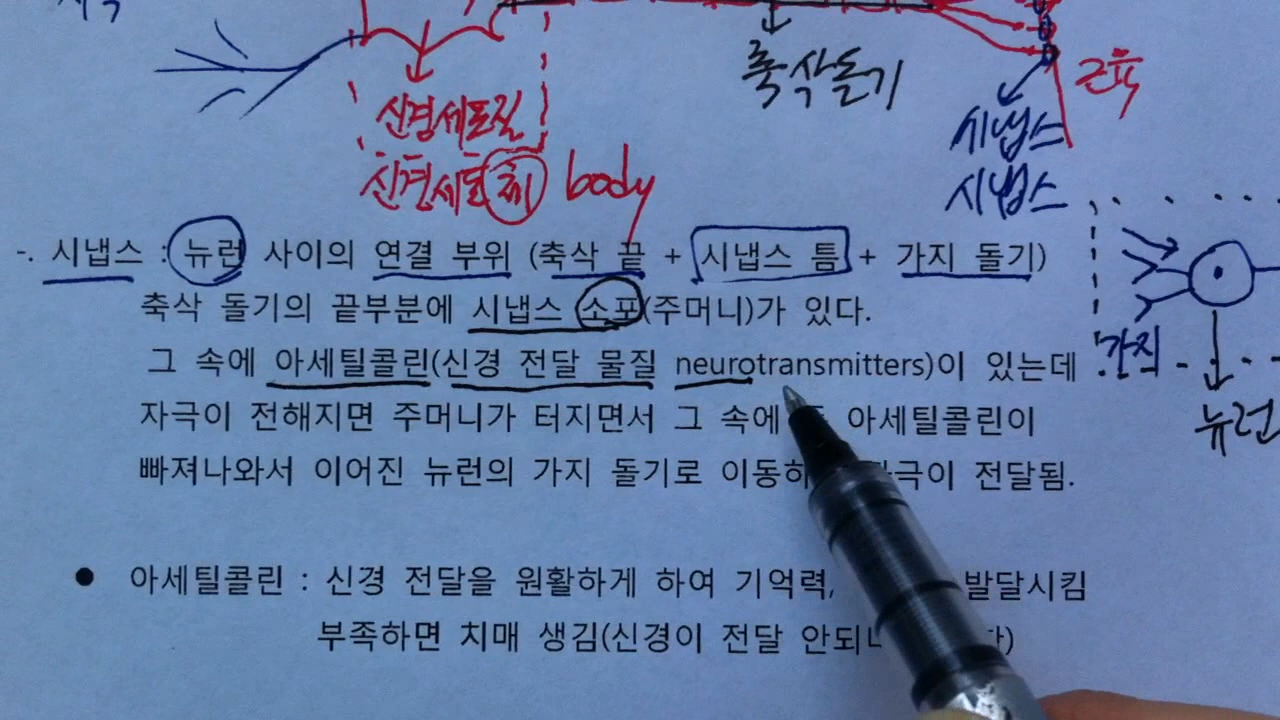 축삭돌기
근육
신경세포질
시냅스
신경세포체 body
시냅스
-. 시냅스 : 뉴런 사이의 연결 부위 (축삭 끝 + 시냅스 틈 + 가지 돌기)
축삭 돌기의 끝부분에 시냅스 소포(주머니)가 있다.
그 속에 아세틸콜린(신경 전달 물질 neurotransmitters)이 있는데
가지
자극이 전해지면 주머니가 터지면서 그 속에 아세틸콜린이
뉴런
빠져나와서 이어진 뉴런의 가지 돌기로 이동하 자극이 전달됨.
● 아세틸콜린 : 신경 전달을 원활하게 하여 기억력, 발달시킴
부족하면 치매 생김(신경이 전달 안되